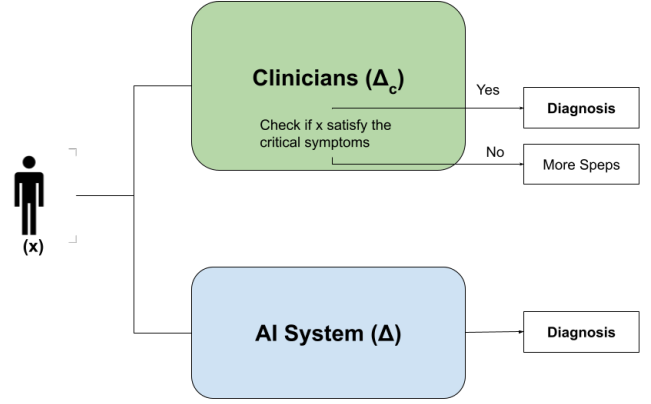 Clinicians (Δc)
Yes
Diagnosis
Check if x satisfy the
critical symptoms
No
More Speps
(x)
AI System (Δ)
Diagnosis